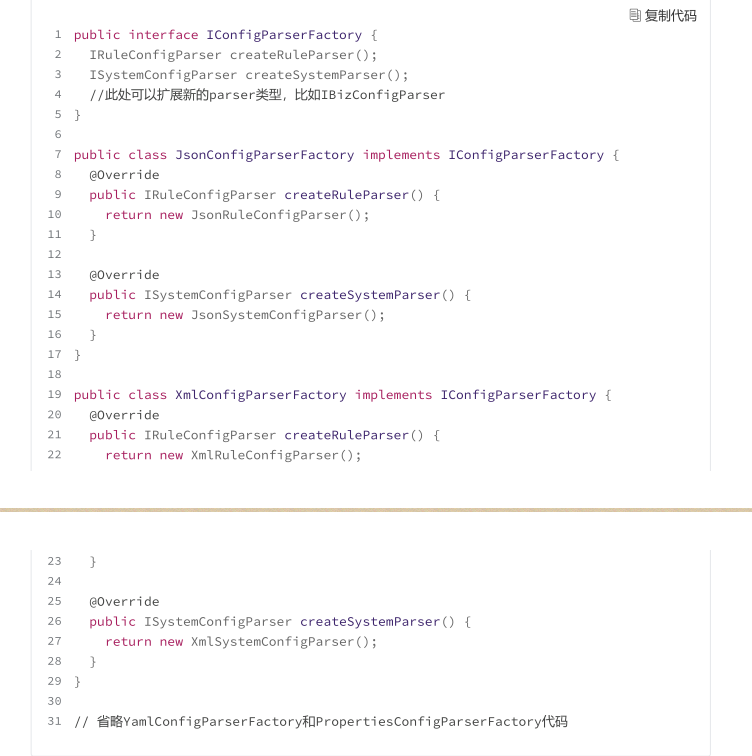 复制代码
1 public interface IConfigParserFactory {
2   IRuleConfigParser createRuleParser();
3   ISystemConfigParser createSystemParser();
4   //此处可以扩展新的parser类型，比如IBizConfigParser
5 }
6
7 public class JsonConfigParserFactory implements IConfigParserFactory {
8   @Override
9   public IRuleConfigParser createRuleParser() {
10     return new JsonRuleConfigParser();
11   }
12
13   @Override
14   public ISystemConfigParser createSystemParser() {
15     return new JsonSystemConfigParser();
16   }
17 }
18
19 public class XmlConfigParserFactory implements IConfigParserFactory {
20   @Override
21   public IRuleConfigParser createRuleParser() {
22     return new XmlRuleConfigParser();
23   }
24
25   @Override
26   public ISystemConfigParser createSystemParser() {
27     return new XmlSystemConfigParser();
28   }
29 }
30
31 // 省略YamlConfigParserFactory和PropertiesConfigParserFactory代码